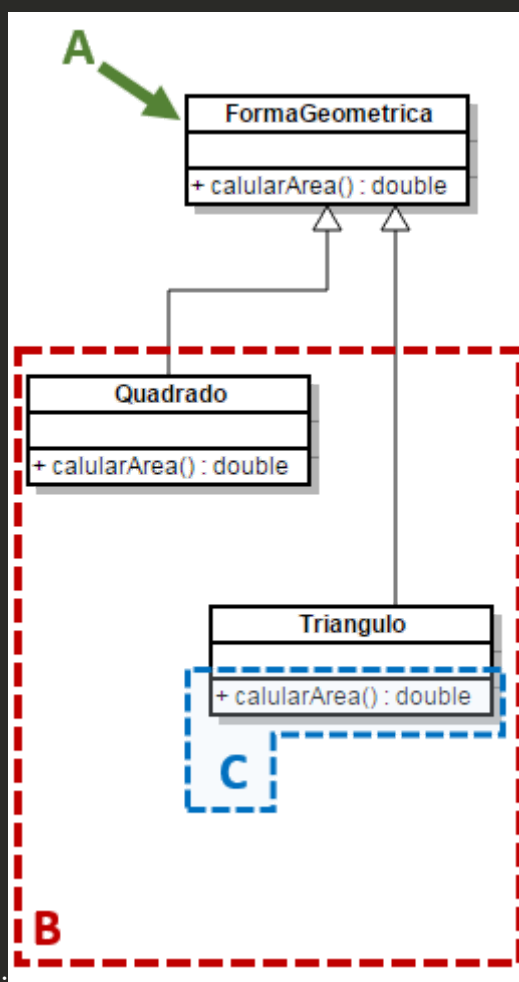 A
FormaGeometrica
+ calularArea() : double
Quadrado
+ calularArea() : double
Triangulo
+ calularArea() : double
C
B
.